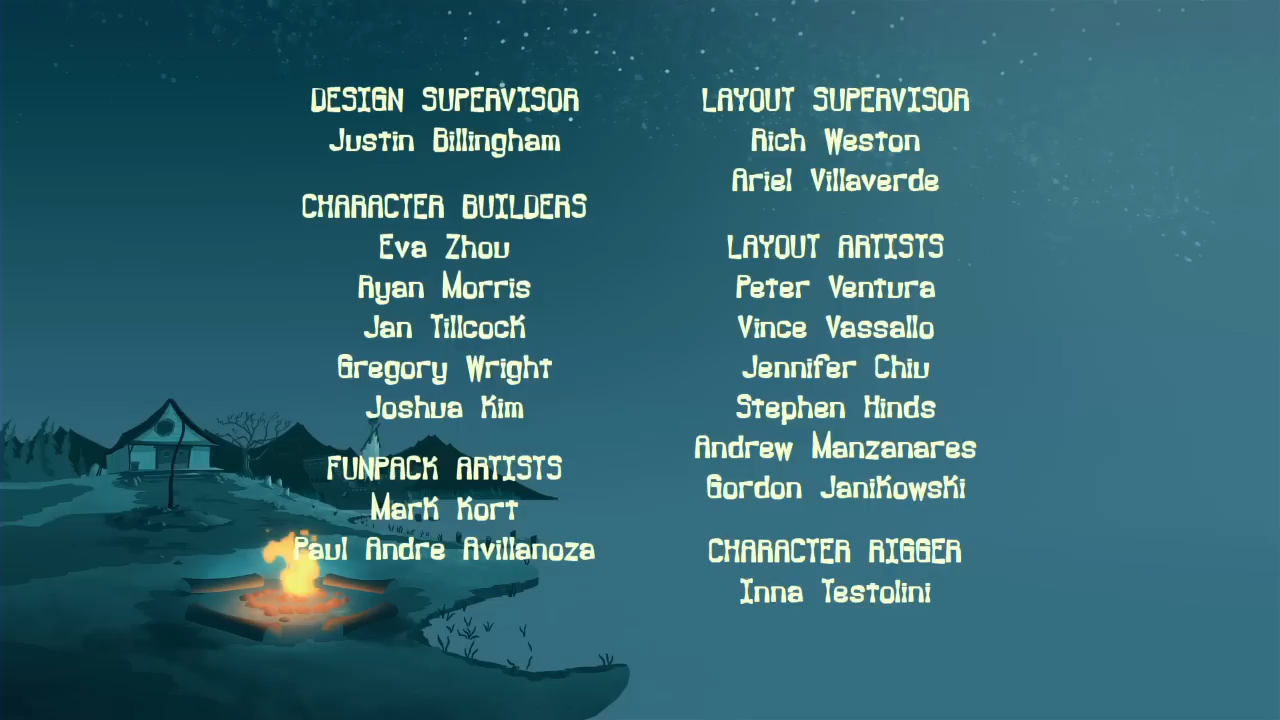 DESIGN SUPERVISOR
Justin Billingham
CHARACTER BUILDERS
Eva Zhou
Ryan Morris
Jan Tillcock
Gregory Wright
Joshua Kim
FUNPACK ARTISTS
Mark Kort
Paul Andre Avillanoza
LAYOUT SUPERVISOR
Rich Weston
Ariel Villaverde
LAYOUT ARTISTS
Peter Ventura
Vince Vassallo
Jennifer Chiu
Stephen Hinds
Andrew Manzanares
Gordon Janikowski
CHARACTER RIGGER
Inna Testolini